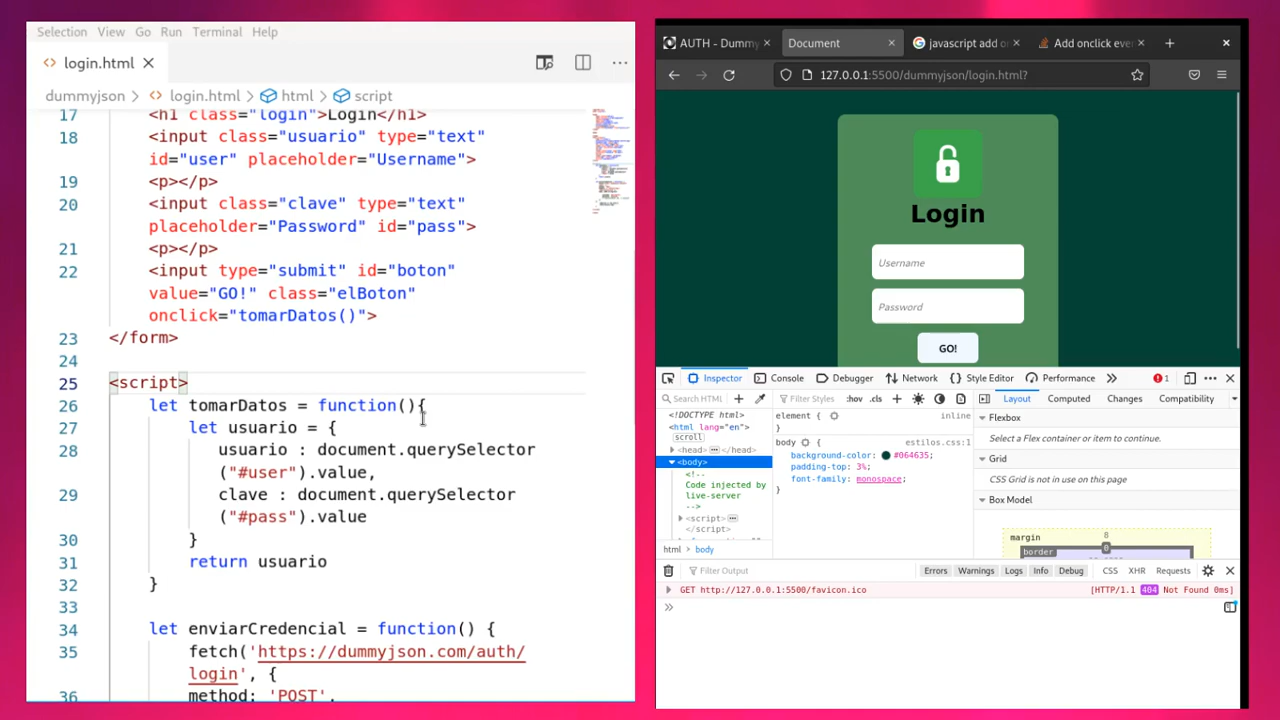 Selection View Go Run Terminal Help
login.html
dummyjson > login.html > html > script
17 <h1 class="login">Login</h1>
18 <input class="usuario" type="text"
id="user" placeholder="Username">
19 <p></p>
20 <input class="clave" type="text"
placeholder="Password" id="pass">
21 <p></p>
22 <input type="submit" id="boton"
value="GO!" class="elBoton"
onclick="tomarDatos()">
23 </form>
24
25 <script>
26 let tomarDatos = function(){
27 let usuario = {
28 usuario : document.querySelector
("#user").value,
29 clave : document.querySelector
("#pass").value
30 }
31 return usuario
32 }
33
34 let enviarCredencial = function() {
35 fetch('https://dummyjson.com/auth/
login', {
36 method: 'POST',
AUTH - Dummy
Document
javascript add o
Add onclick even
127.0.0.1:5500/dummyjson/login.html?
Login
Username
Password
GO!
Inspector Console Debugger Network Style Editor Performance 1
Search HTML
Filter Styles :hov .cls
Layout Computed Changes Compatibility
<!DOCTYPE html>
<html lang="en">
scroll
<head> </head>
<body>
<!--
Code injected by
live-server
-->
<script>
</script>
element { inline
}
body { estilos.css:1
background-color: #064635;
padding-top: 3%;
font-family: monospace;
}
Flexbox
Select a Flex container or item to continue.
Grid
CSS Grid is not in use on this page
Box Model
margin 8
border
html body
Filter Output
Errors Warnings Logs Info Debug CSS XHR Requests
GET http://127.0.0.1:5500/favicon.ico [HTTP/1.1 404 Not Found 0ms]
>>